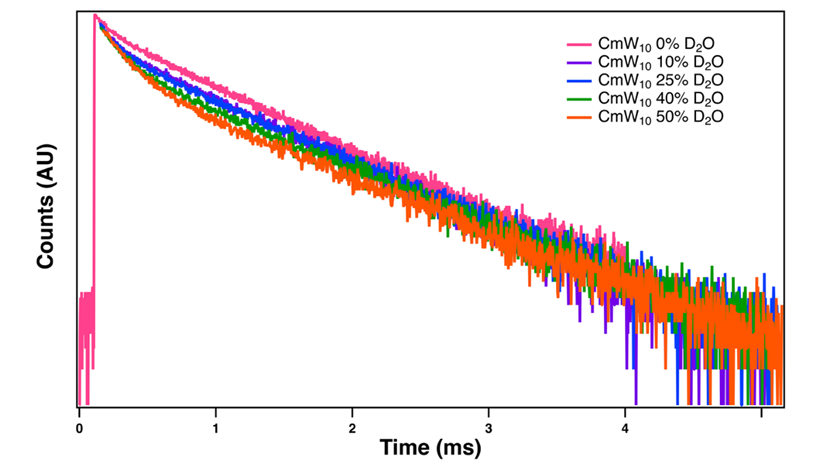 CmW₁₀ 0% D₂O
CmW₁₀ 10% D₂O
CmW₁₀ 25% D₂O
CmW₁₀ 40% D₂O
CmW₁₀ 50% D₂O
Counts (AU)
0 1 2 3 4
Time (ms)